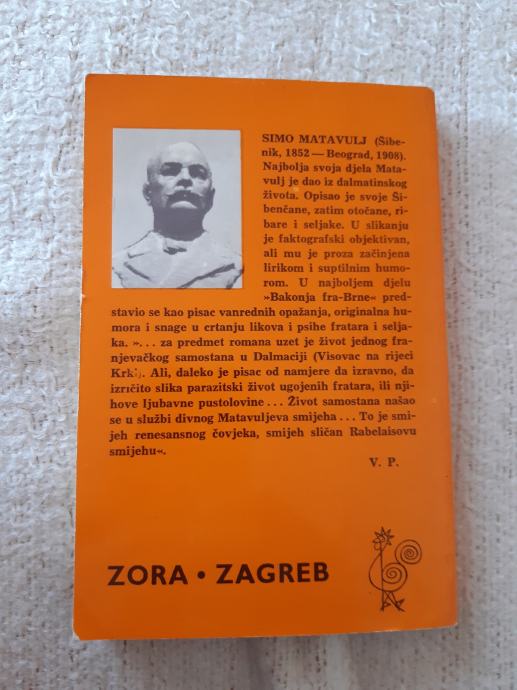 SIMO MATAVULJ (Šibe-
nik, 1852 — Beograd, 1908).
Najbolja svoja djela Mata-
vulj je dao iz dalmatinskog
života. Opisao je svoje Ši-
benčane, zatim otočane, ri-
bare i seljake. U slikanju
je faktografski objektivan,
ali mu je proza začinjena
lirikom i suptilnim humo-
rom. U najboljem djelu
»Bakonja fra-Brne« pred-
stavio se kao pisac vanrednih opažanja, originalna hu-
mora i snage u crtanju likova i psihe fratara i selja-
ka. »... za predmet romana uzet je život jednog fra-
njevačkog samostana u Dalmaciji (Visovac na rijeci
Krki). Ali, daleko je pisac od namjere da izravno, da
izričito slika parazitski život ugojenih fratara, ili nji-
hove ljubavne pustolovine... Život samostana našao
se u službi divnog Matavuljeva smijeha... To je smi-
jeh renesansnog čovjeka, smijeh sličan Rabelaisovu
smijehu«.
V. P.
ZORA • ZAGREB